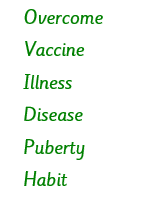 Overcome
Vaccine
Illness
Disease
Puberty
Habit